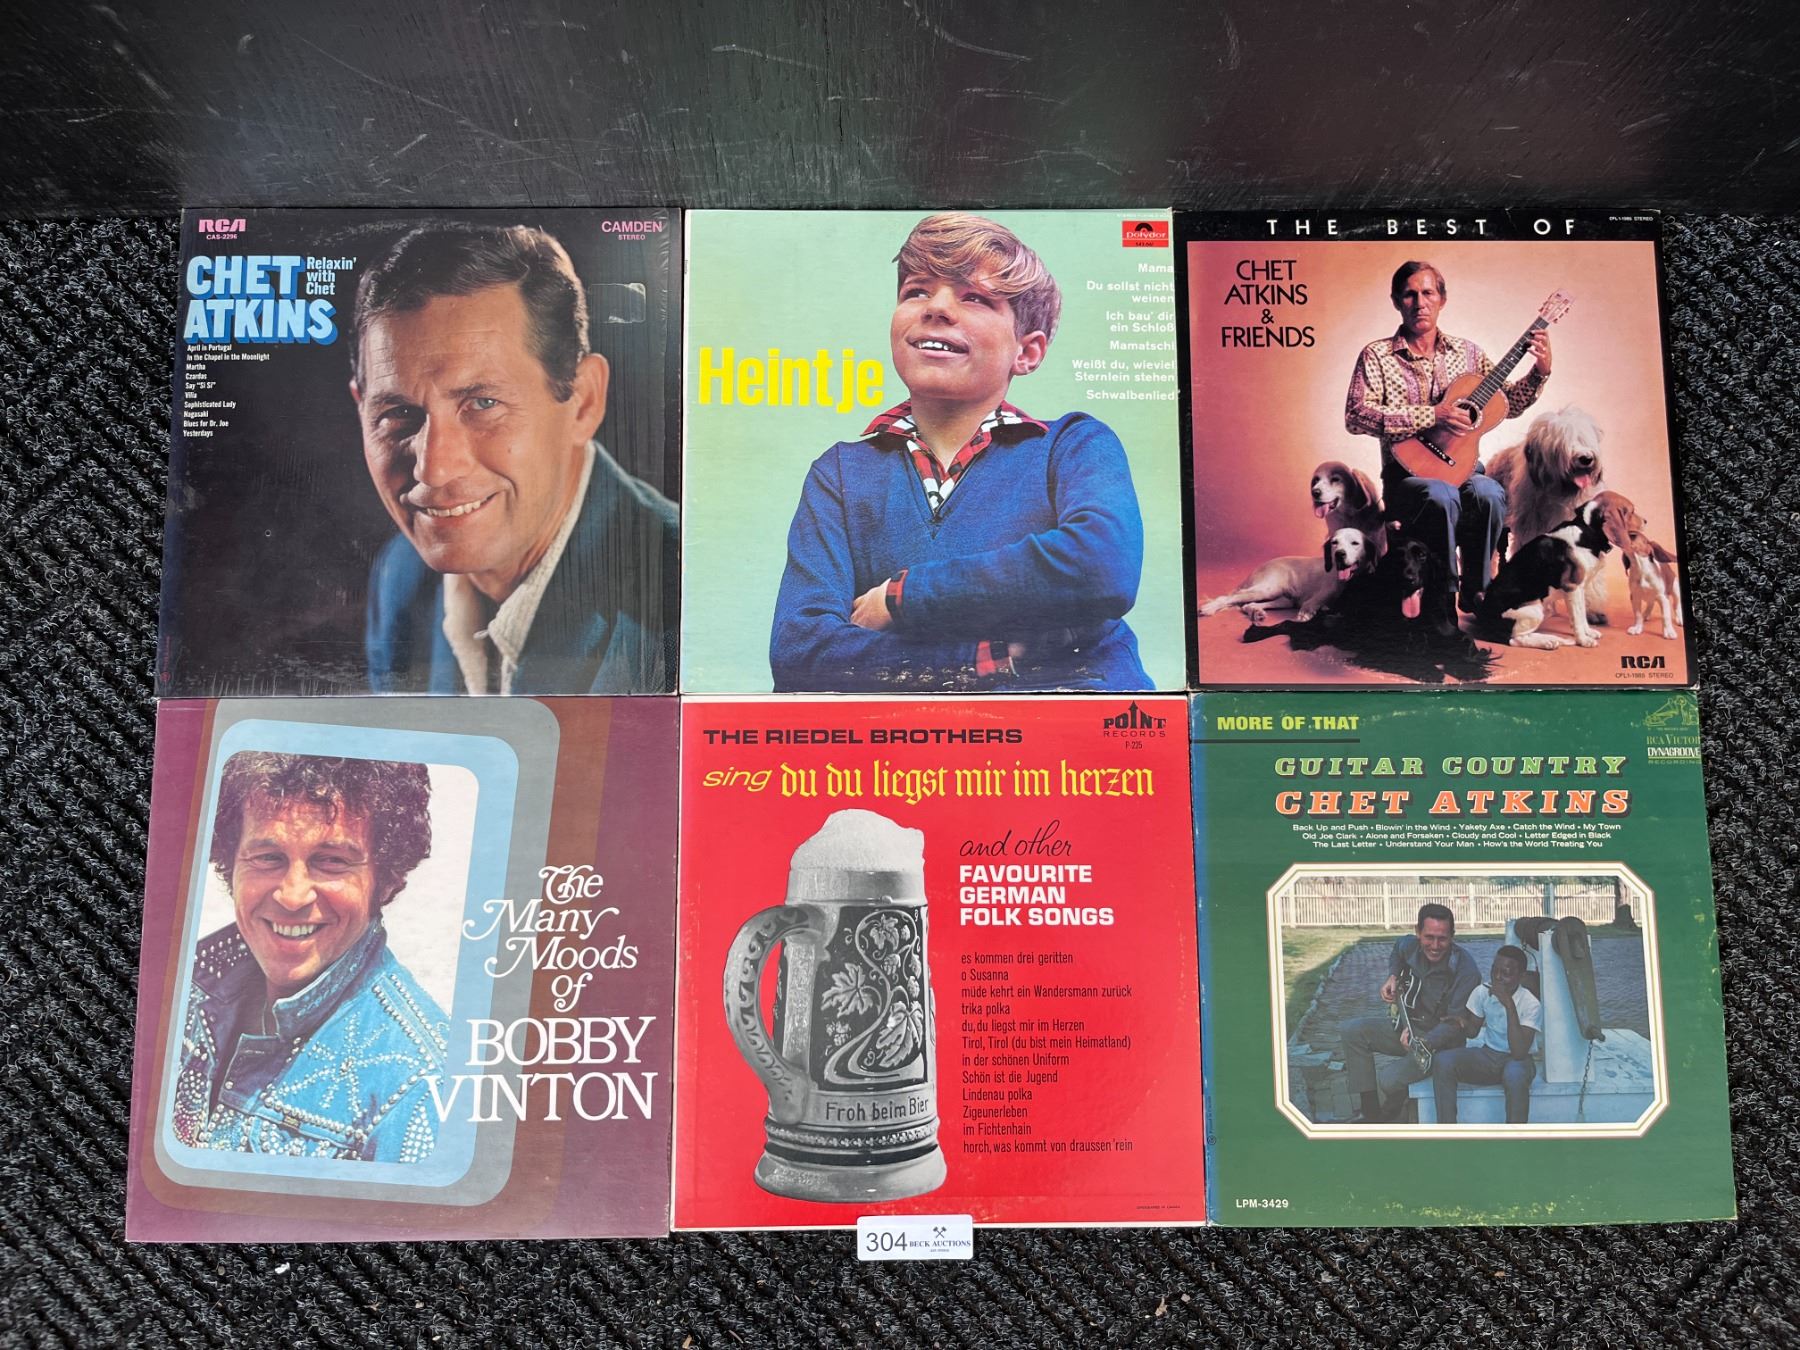 RCA
CAS-2296
CAMDEN
STEREO
CHET
ATKINS
Relaxin'
with
Chet
April in Portugal
In the Chapel in the Moonlight
Martha
Czardas
Say "Si Si"
Vilia
Sophisticated Lady
Nagasaki
Blues for Dr. Joe
Yesterdays
Polydor
Heintje
Mama
Du sollst nicht
weinen
Ich bau' dir
ein Schloß
Mamatschi
Weißt du, wieviel
Sternlein stehen
Schwalbenlied
THE BEST OF
CFL1-1985 STEREO
CHET
ATKINS
&
FRIENDS
RCA
CFL1-1985 STEREO
The
Many
Moods
of
BOBBY
VINTON
THE RIEDEL BROTHERS
POINT
RECORDS
P-225
sing du du liegst mir im herzen
and other
FAVOURITE
GERMAN
FOLK SONGS
es kommen drei geritten
o Susanna
müde kehrt ein Wandersmann zurück
trika polka
du, du liegst mir im Herzen
Tirol, Tirol (du bist mein Heimatland)
in der schönen Uniform
Schön ist die Jugend
Lindenau polka
Zigeunerleben
im Fichtenhain
horch, was kommt von draussen 'rein
Froh beim Bier
MORE OF THAT
RCA VICTOR
DYNAGROOVE
RECORDING
GUITAR COUNTRY
CHET ATKINS
Back Up and Push • Blowin' in the Wind • Yakety Axe • Catch the Wind • My Town
Old Joe Clark • Alone and Forsaken • Cloudy and Cool • Letter Edged in Black
The Last Letter • Understand Your Man • How's the World Treating You
LPM-3429
304
BECK AUCTIONS